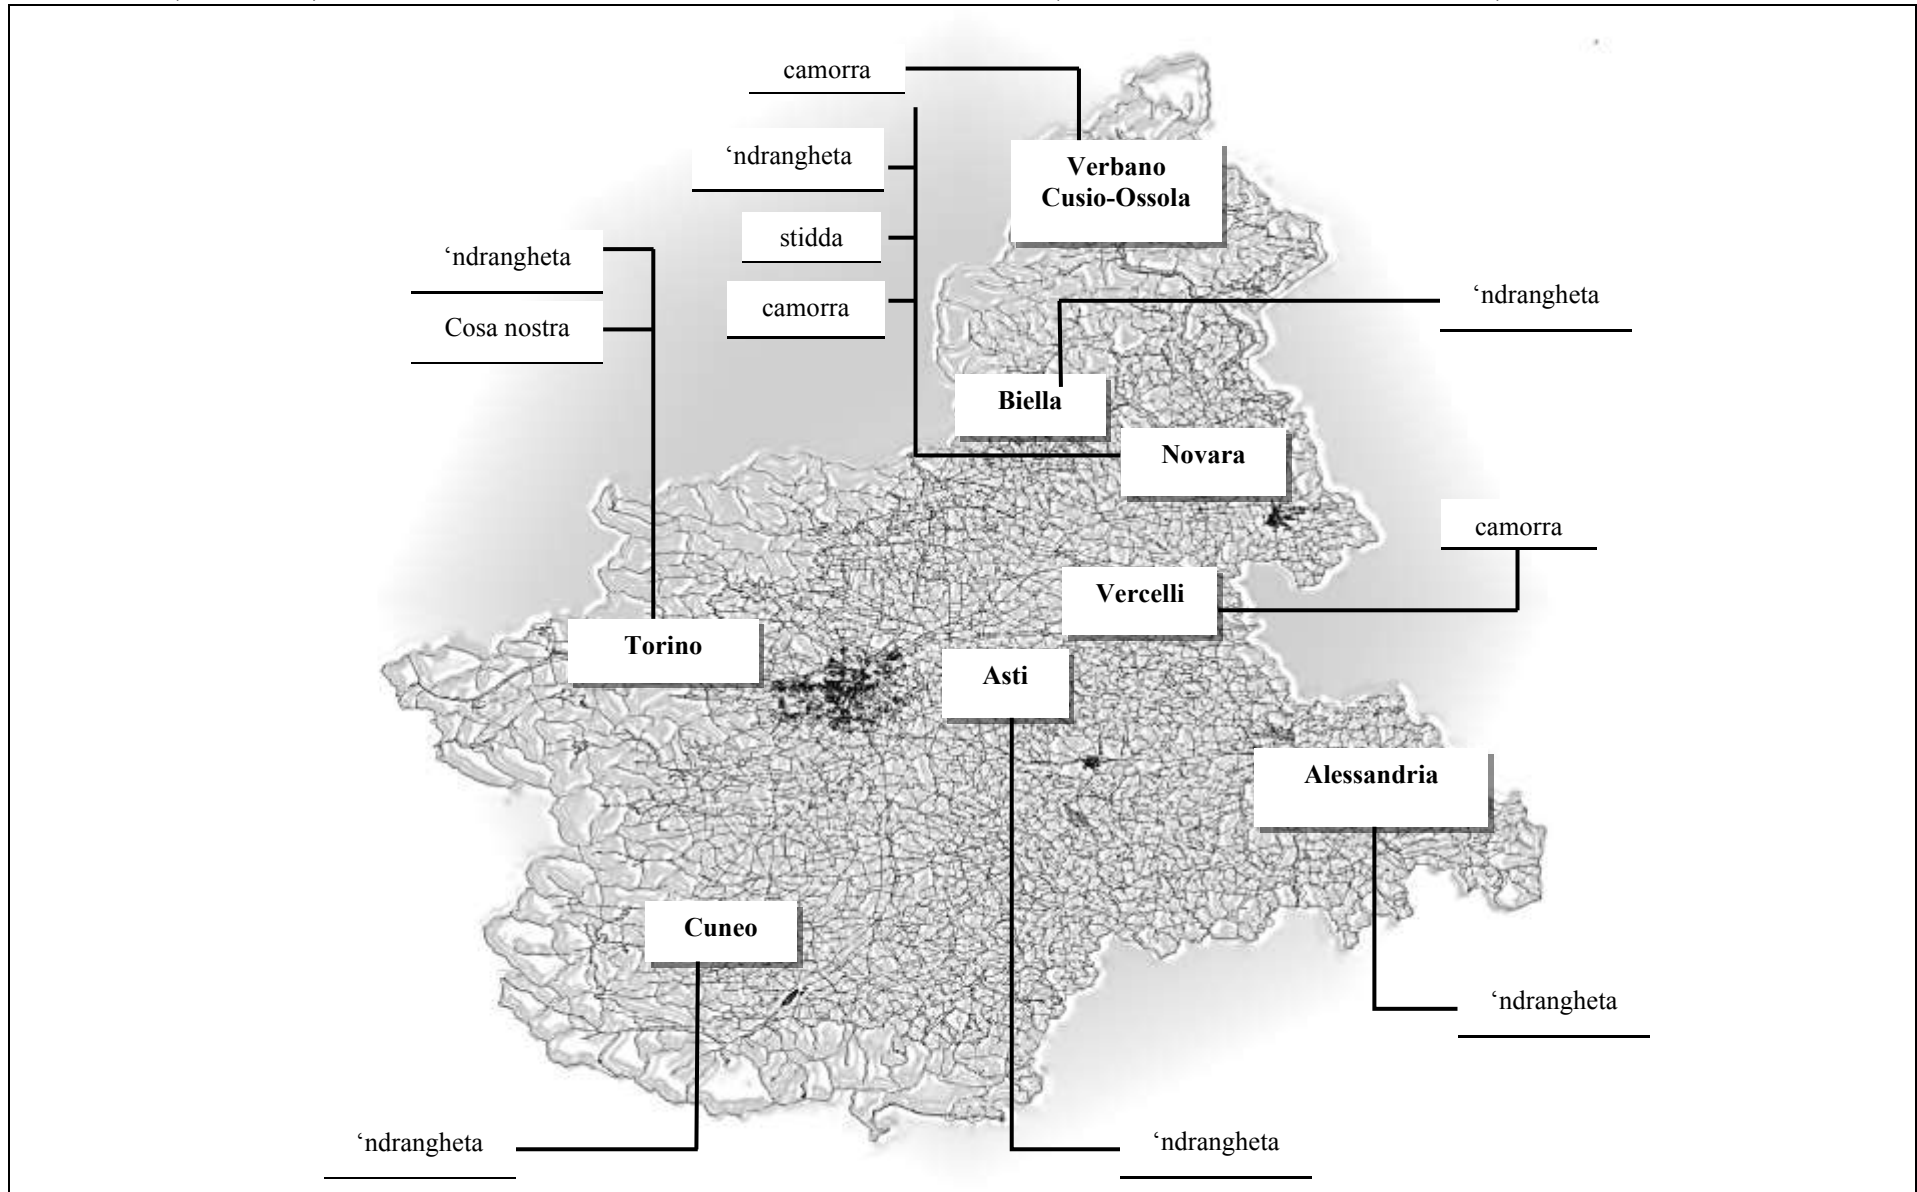 camorra
‘ndrangheta
Verbano
Cusio-Ossola
stidda
‘ndrangheta
‘ndrangheta
camorra
Cosa nostra
Biella
Novara
camorra
Vercelli
Torino
Asti
Alessandria
Cuneo
‘ndrangheta
‘ndrangheta
‘ndrangheta